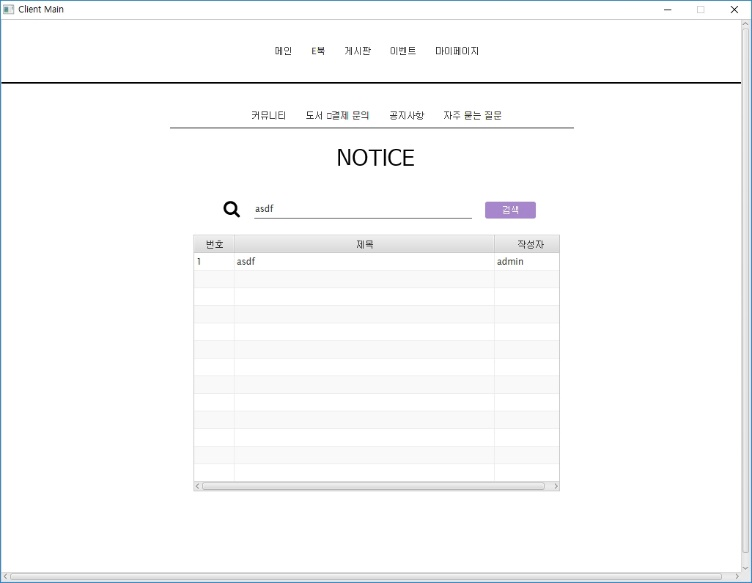 Client Main
메인 E북 게시판 이벤트 마이페이지
커뮤니티 도서 □결제 문의 공지사항 자주 묻는 질문
NOTICE
asdf 검색
번호 제목 작성자
1 asdf admin